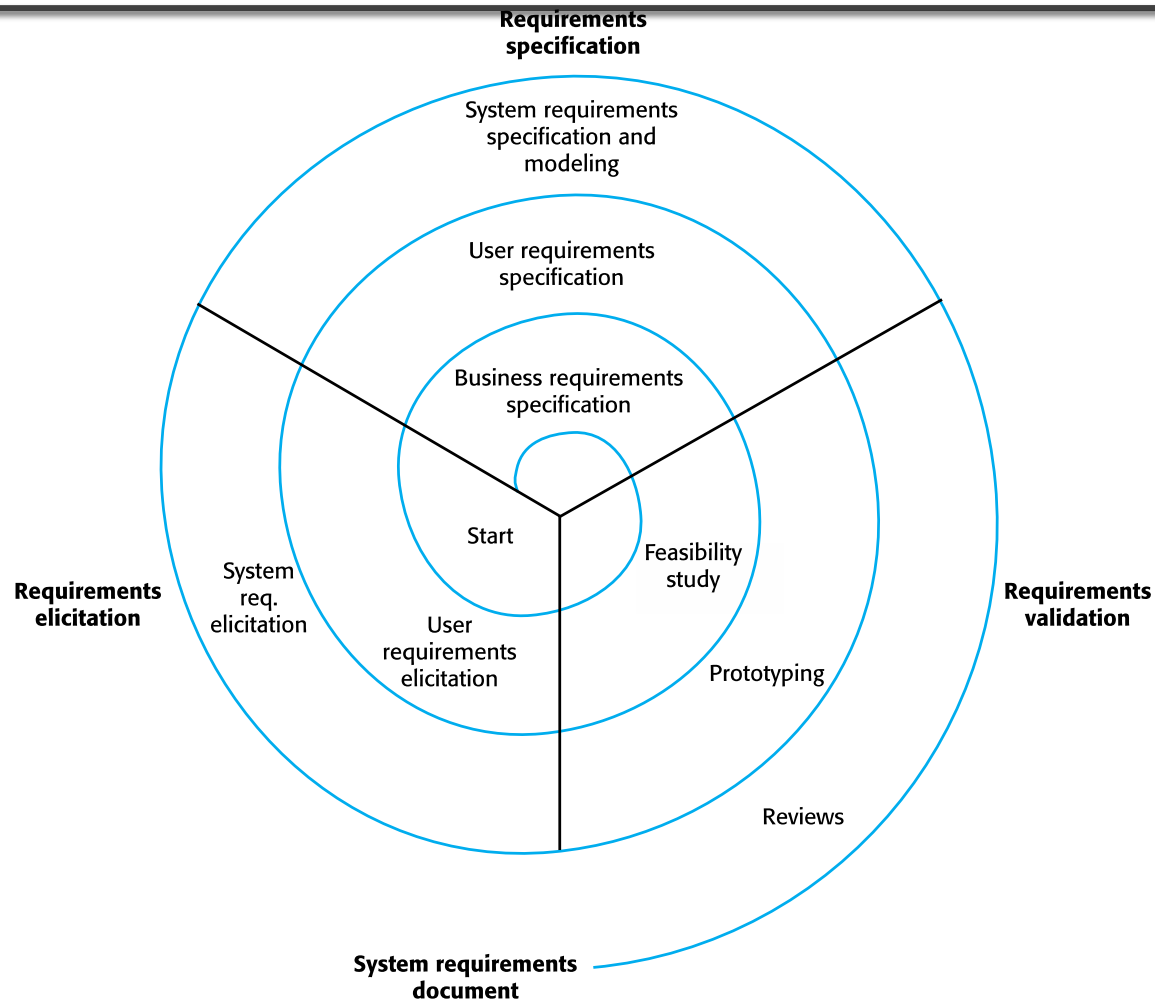 Requirements
specification
System requirements
specification and
modeling
User requirements
specification
Business requirements
specification
Start
Feasibility
study
System
req.
elicitation
Requirements
elicitation
Requirements
validation
User
requirements
elicitation
Prototyping
Reviews
System requirements
document